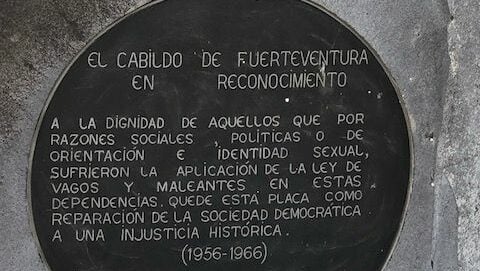 EL CABILDO DE FUERTEVENTURA
EN RECONOCIMIENTO
A LA DIGNIDAD DE AQUELLOS QUE POR
RAZONES SOCIALES , POLÍTICAS O DE
ORIENTACIÓN E IDENTIDAD SEXUAL,
SUFRIERON LA APLICACIÓN DE LA LEY DE
VAGOS Y MALEANTES EN ESTAS
DEPENDENCIAS. QUEDE ESTA PLACA COMO
REPARACIÓN DE LA SOCIEDAD DEMOCRÁTICA
A UNA INJUSTICIA HISTÓRICA .
(1956-1966)